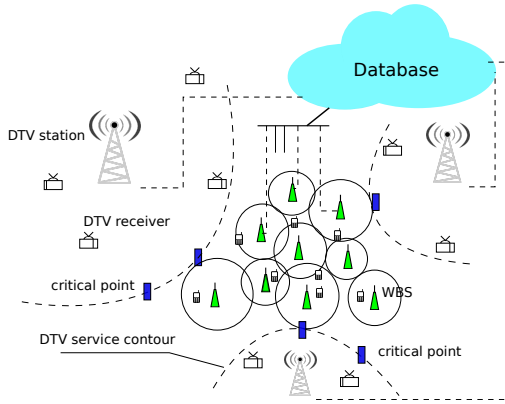 Database
DTV station
DTV receiver
critical point
WBS
DTV service contour
critical point